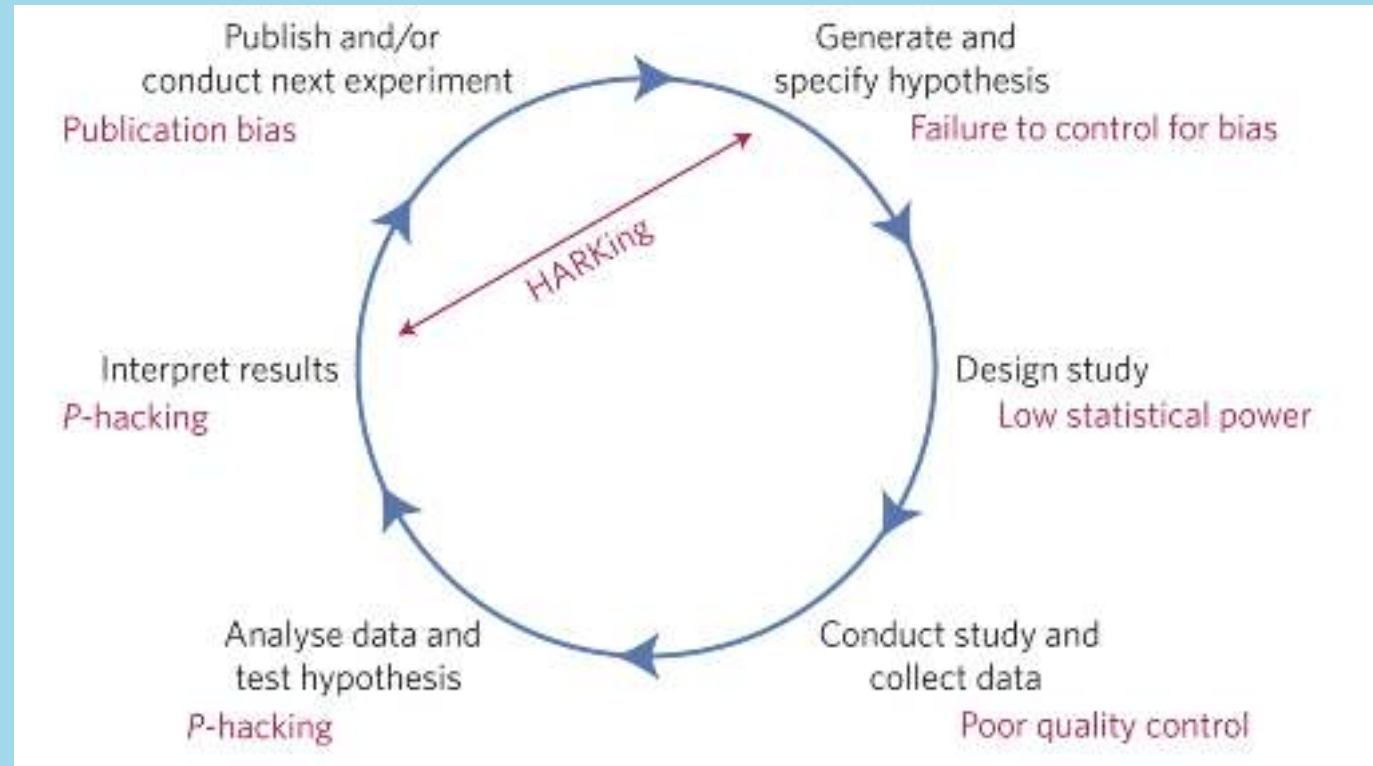 Publish and/or
conduct next experiment
Publication bias
Generate and
specify hypothesis
Failure to control for bias
HARKing
Interpret results
P-hacking
Design study
Low statistical power
Analyse data and
test hypothesis
P-hacking
Conduct study and
collect data
Poor quality control